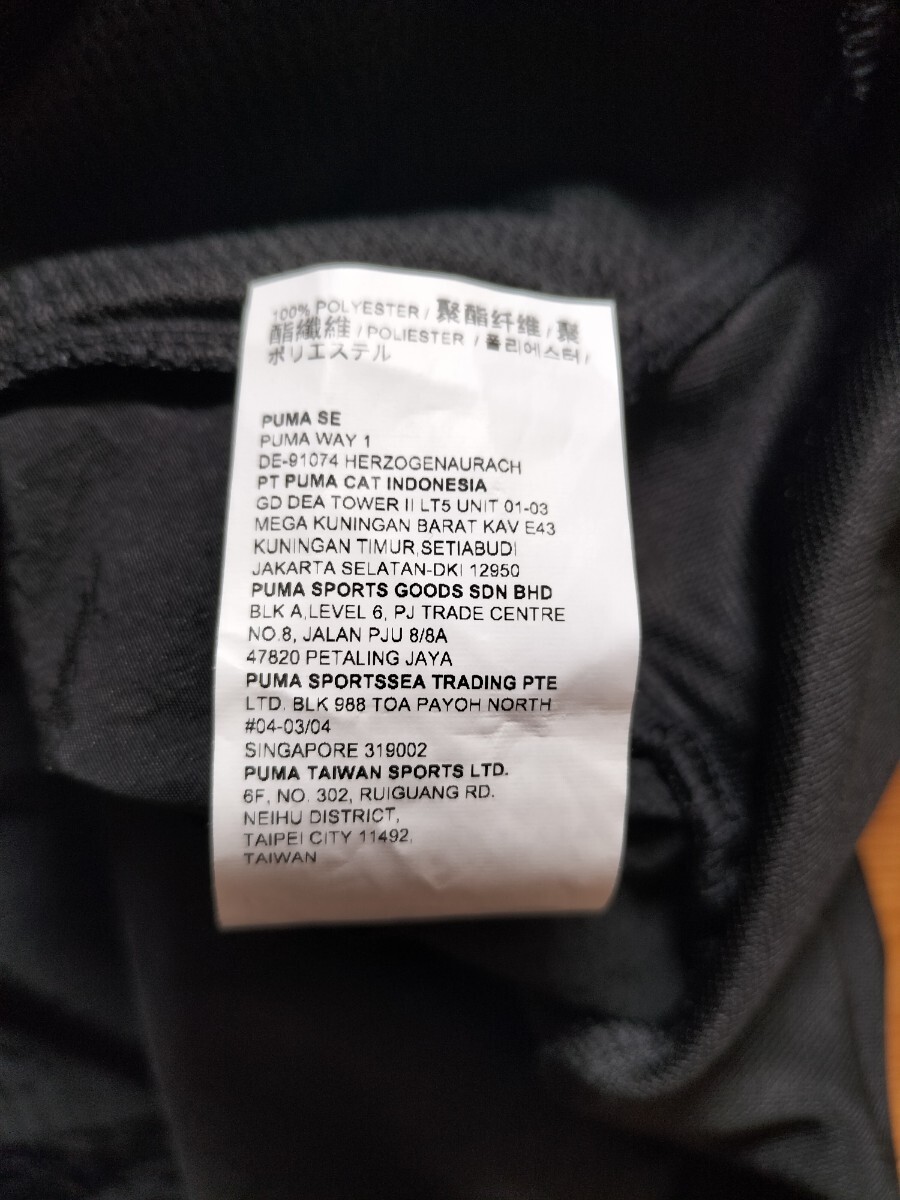 100% POLYESTER / 聚酯纤维 / 聚
酯纖維 / POLIESTER / 폴리에스터 /
ポリエステル
PUMA SE
PUMA WAY 1
DE-91074 HERZOGENAURACH
PT PUMA CAT INDONESIA
GD DEA TOWER II LT5 UNIT 01-03
MEGA KUNINGAN BARAT KAV E43
KUNINGAN TIMUR,SETIABUDI
JAKARTA SELATAN-DKI 12950
PUMA SPORTS GOODS SDN BHD
BLK A,LEVEL 6, PJ TRADE CENTRE
NO.8, JALAN PJU 8/8A
47820 PETALING JAYA
PUMA SPORTSSEA TRADING PTE
LTD. BLK 988 TOA PAYOH NORTH
#04-03/04
SINGAPORE 319002
PUMA TAIWAN SPORTS LTD.
6F, NO. 302, RUIGUANG RD.
NEIHU DISTRICT,
TAIPEI CITY 11492,
TAIWAN